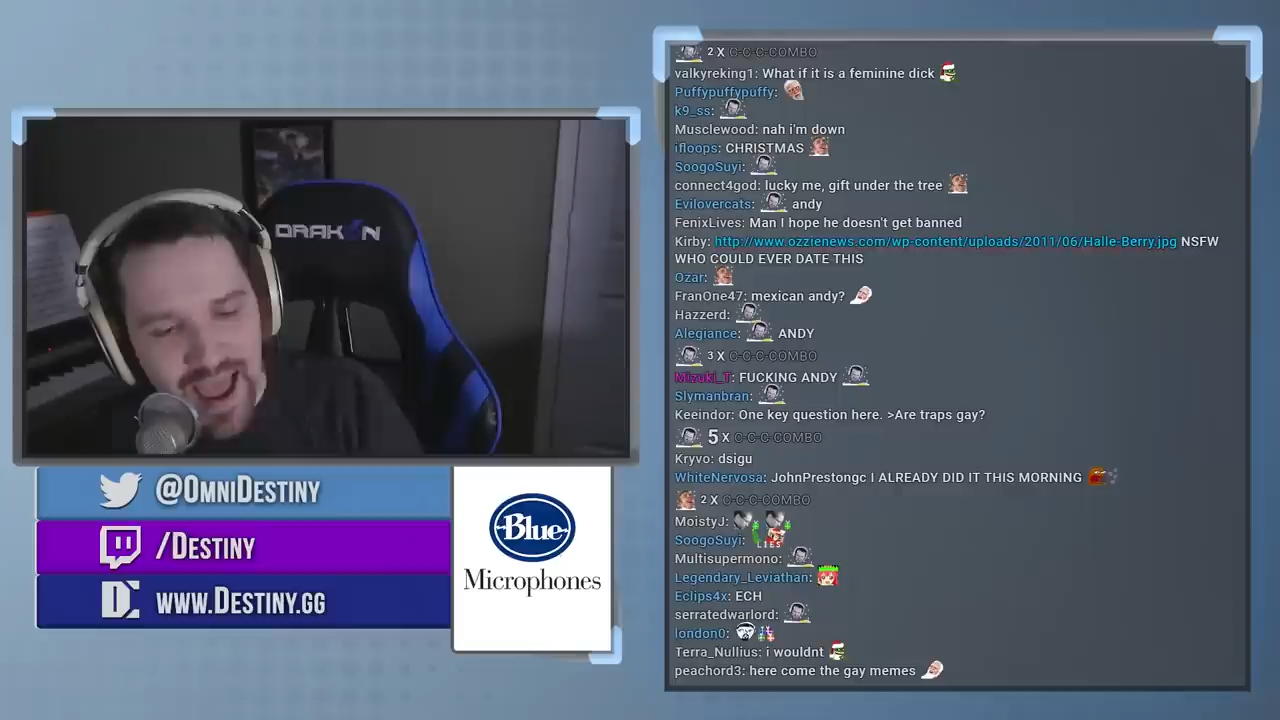 DRAKON
@OmniDestiny
/Destiny
www.Destiny.gg
Blue
Microphones
2 X C-C-C-COMBO
valkyreking1: What if it is a feminine dick
Puffypuffypuffy:
k9_ss:
Musclewood: nah i'm down
ifloops: CHRISTMAS
SoogoSuyi:
connect4god: lucky me, gift under the tree
Evilovercats: andy
FenixLives: Man I hope he doesn't get banned
Kirby: http://www.ozzienews.com/wp-content/uploads/2011/06/Halle-Berry.jpg NSFW
WHO COULD EVER DATE THIS
Ozar:
FranOne47: mexican andy?
Hazzerd:
Alegiance: ANDY
3 X C-C-C-COMBO
Mizuki_T: FUCKING ANDY
Slymanbran:
Keeindor: One key question here. >Are traps gay?
5 X C-C-C-COMBO
Kryvo: dsigu
WhiteNervosa: JohnPrestongc I ALREADY DID IT THIS MORNING
2 X C-C-C-COMBO
MoistyJ:
SoogoSuyi: LIES
Multisupermono:
Legendary_Leviathan:
Eclips4x: ECH
serratedwarlord:
london0:
Terra_Nullius: i wouldnt
peachord3: here come the gay memes